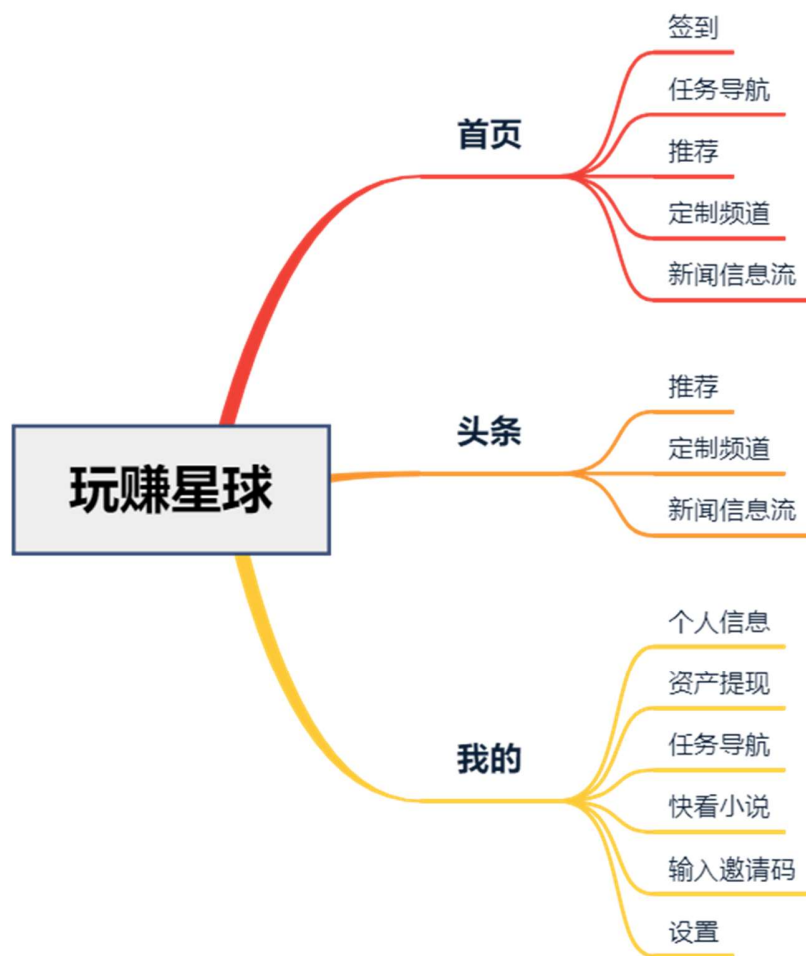 玩赚星球
首页
签到
任务导航
推荐
定制频道
新闻信息流
头条
推荐
定制频道
新闻信息流
我的
个人信息
资产提现
任务导航
快看小说
输入邀请码
设置